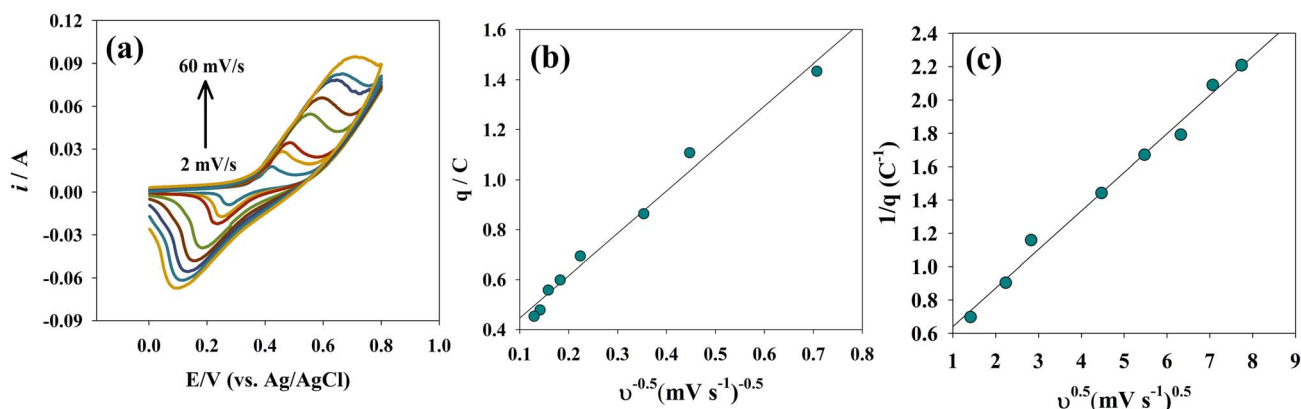 (a)
0.12
0.09
0.06
0.03
0.00
-0.03
-0.06
-0.09
i / A
60 mV/s
2 mV/s
0.0 0.2 0.4 0.6 0.8 1.0
E/V (vs. Ag/AgCl)
(b)
1.6
1.4
1.2
1.0
0.8
0.6
0.4
q / C
0.1 0.2 0.3 0.4 0.5 0.6 0.7 0.8
υ⁻⁰·⁵(mV s⁻¹)⁻⁰·⁵
(c)
2.4
2.2
2.0
1.8
1.6
1.4
1.2
1.0
0.8
0.6
1/q (C⁻¹)
1 2 3 4 5 6 7 8 9
υ⁰·⁵(mV s⁻¹)⁰·⁵